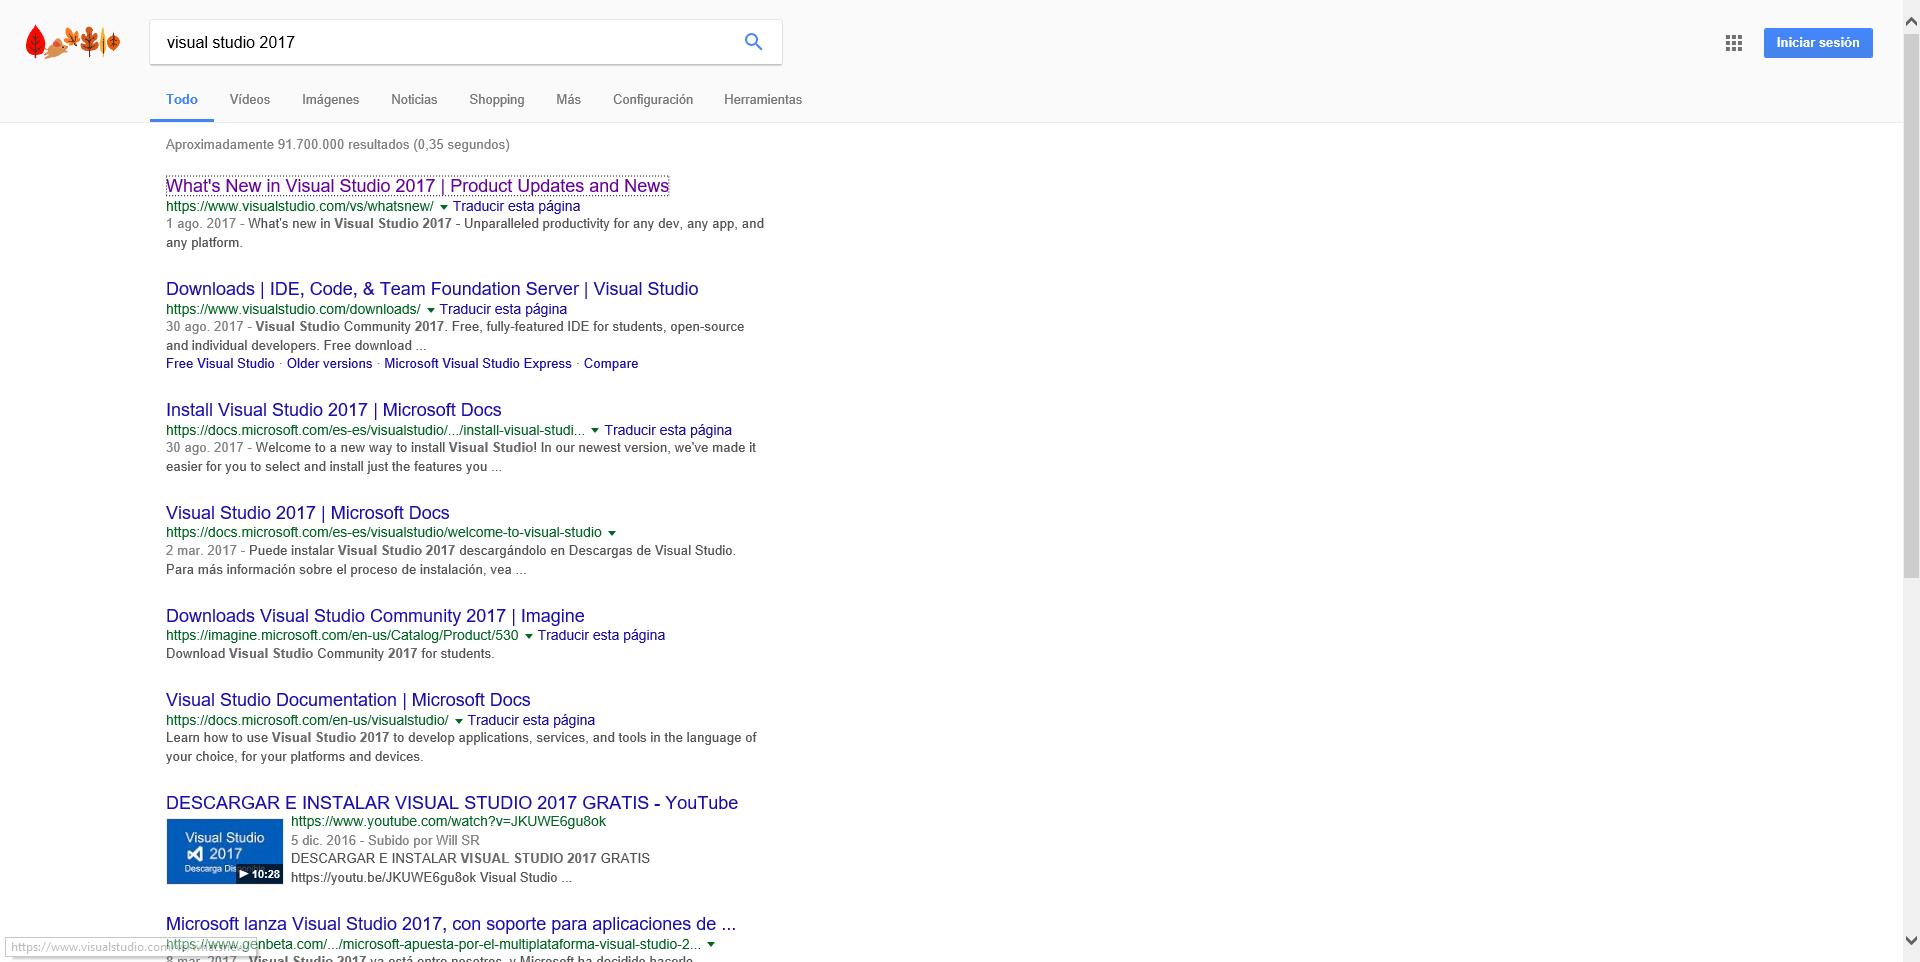 visual studio 2017
Iniciar sesión
Todo Vídeos Imágenes Noticias Shopping Más Configuración Herramientas
Aproximadamente 91.700.000 resultados (0,35 segundos)
What's New in Visual Studio 2017 | Product Updates and News
https://www.visualstudio.com/vs/whatsnew/ Traducir esta página
1 ago. 2017 - What's new in Visual Studio 2017 - Unparalleled productivity for any dev, any app, and
any platform.
Downloads | IDE, Code, & Team Foundation Server | Visual Studio
https://www.visualstudio.com/downloads/ Traducir esta página
30 ago. 2017 - Visual Studio Community 2017. Free, fully-featured IDE for students, open-source
and individual developers. Free download ...
Free Visual Studio · Older versions · Microsoft Visual Studio Express · Compare
Install Visual Studio 2017 | Microsoft Docs
https://docs.microsoft.com/es-es/visualstudio/.../install-visual-studi... Traducir esta página
30 ago. 2017 - Welcome to a new way to install Visual Studio! In our newest version, we've made it
easier for you to select and install just the features you ...
Visual Studio 2017 | Microsoft Docs
https://docs.microsoft.com/es-es/visualstudio/welcome-to-visual-studio
2 mar. 2017 - Puede instalar Visual Studio 2017 descargándolo en Descargas de Visual Studio.
Para más información sobre el proceso de instalación, vea ...
Downloads Visual Studio Community 2017 | Imagine
https://imagine.microsoft.com/en-us/Catalog/Product/530 Traducir esta página
Download Visual Studio Community 2017 for students.
Visual Studio Documentation | Microsoft Docs
https://docs.microsoft.com/en-us/visualstudio/ Traducir esta página
Learn how to use Visual Studio 2017 to develop applications, services, and tools in the language of
your choice, for your platforms and devices.
DESCARGAR E INSTALAR VISUAL STUDIO 2017 GRATIS - YouTube
Visual Studio
2017
Descarga
10:28
https://www.youtube.com/watch?v=JKUWE6gu8ok
5 dic. 2016 - Subido por Will SR
DESCARGAR E INSTALAR VISUAL STUDIO 2017 GRATIS
https://youtu.be/JKUWE6gu8ok Visual Studio ...
Microsoft lanza Visual Studio 2017, con soporte para aplicaciones de ...
https://www.genbeta.com/.../microsoft-apuesta-por-el-multiplataforma-visual-studio-2...
8 mar. 2017 - Visual Studio 2017 ya está entre nosotros, y Microsoft ha decidido hacerlo
https://www.visualstudio.com